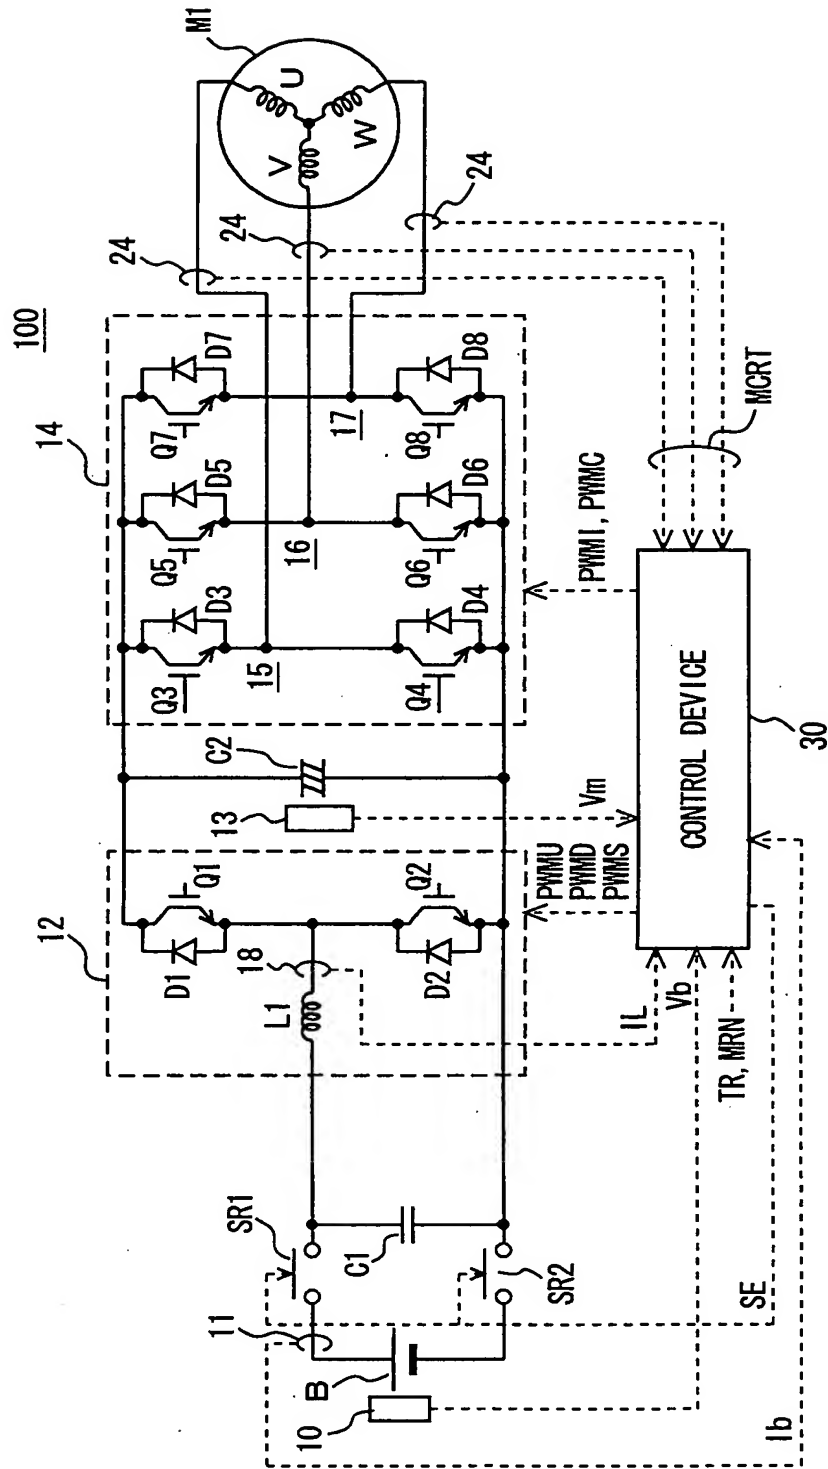 100
M1
U
V
W
24
24
24
14
Q7
D7
Q5
D5
Q3
D3
17
16
15
Q8
D8
Q6
D6
Q4
D4
C2
13
12
Q1
D1
18
L1
Q2
D2
SR1
C1
SR2
11
B
10
MCRT
PWMI, PWMC
Vm
PWMU
PWMD
PWMS
IL
Vb
TR, MRN
CONTROL DEVICE
30
SE
Ib